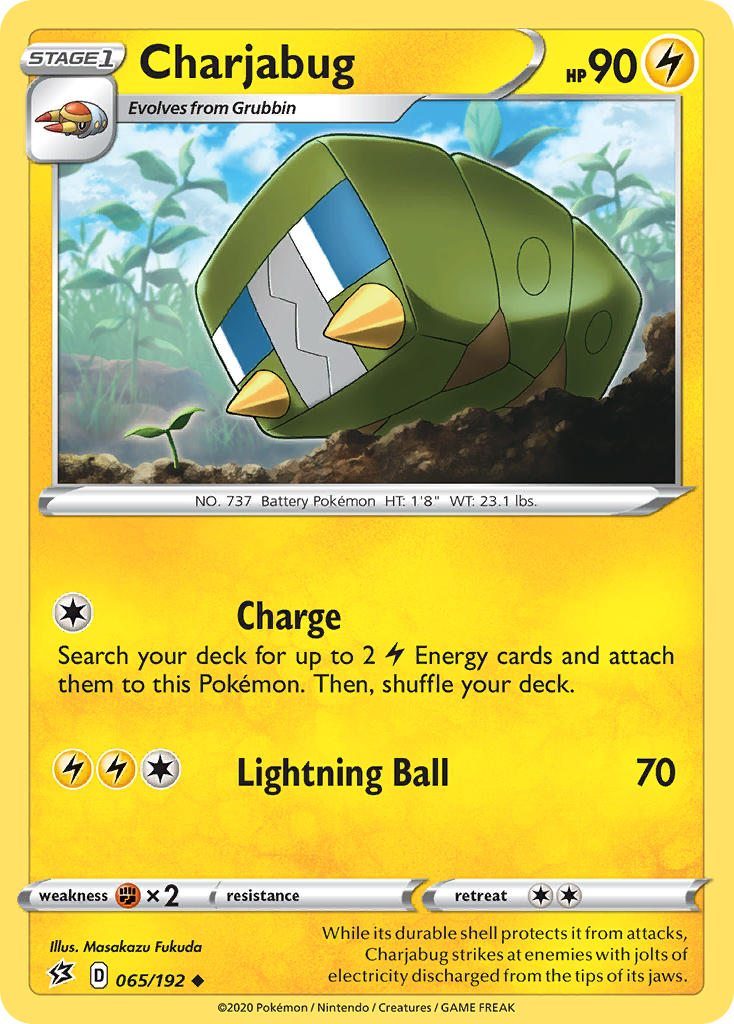 STAGE1
Charjabug
HP90
Evolves from Grubbin
NO. 737 Battery Pokémon HT: 1'8" WT: 23.1 lbs.
Charge
Search your deck for up to 2 Energy cards and attach
them to this Pokémon. Then, shuffle your deck.
Lightning Ball 70
weakness ×2 resistance retreat
While its durable shell protects it from attacks,
Charjabug strikes at enemies with jolts of
electricity discharged from the tips of its jaws.
Illus. Masakazu Fukuda
D 065/192
©2020 Pokémon / Nintendo / Creatures / GAME FREAK